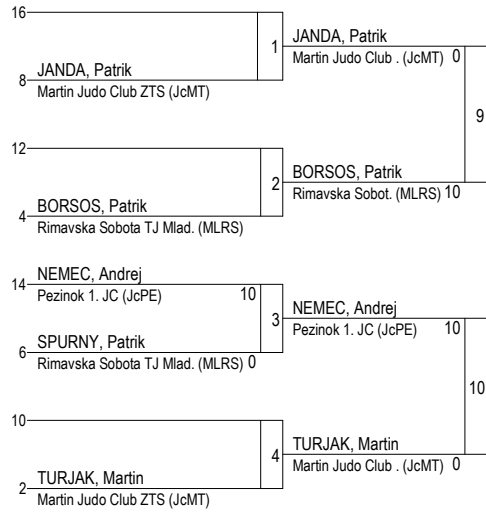 16
1
JANDA, Patrik
Martin Judo Club . (JcMT) 0
8
JANDA, Patrik
Martin Judo Club ZTS (JcMT)
9
12
2
BORSOS, Patrik
Rimavska Sobot. (MLRS) 10
4
BORSOS, Patrik
Rimavska Sobota TJ Mlad. (MLRS)
14
NEMEC, Andrej
Pezinok 1. JC (JcPE) 10
3
NEMEC, Andrej
Pezinok 1. JC (JcPE) 10
6
SPURNY, Patrik
Rimavska Sobota TJ Mlad. (MLRS) 0
10
10
4
TURJAK, Martin
Martin Judo Club . (JcMT) 0
2
TURJAK, Martin
Martin Judo Club ZTS (JcMT)